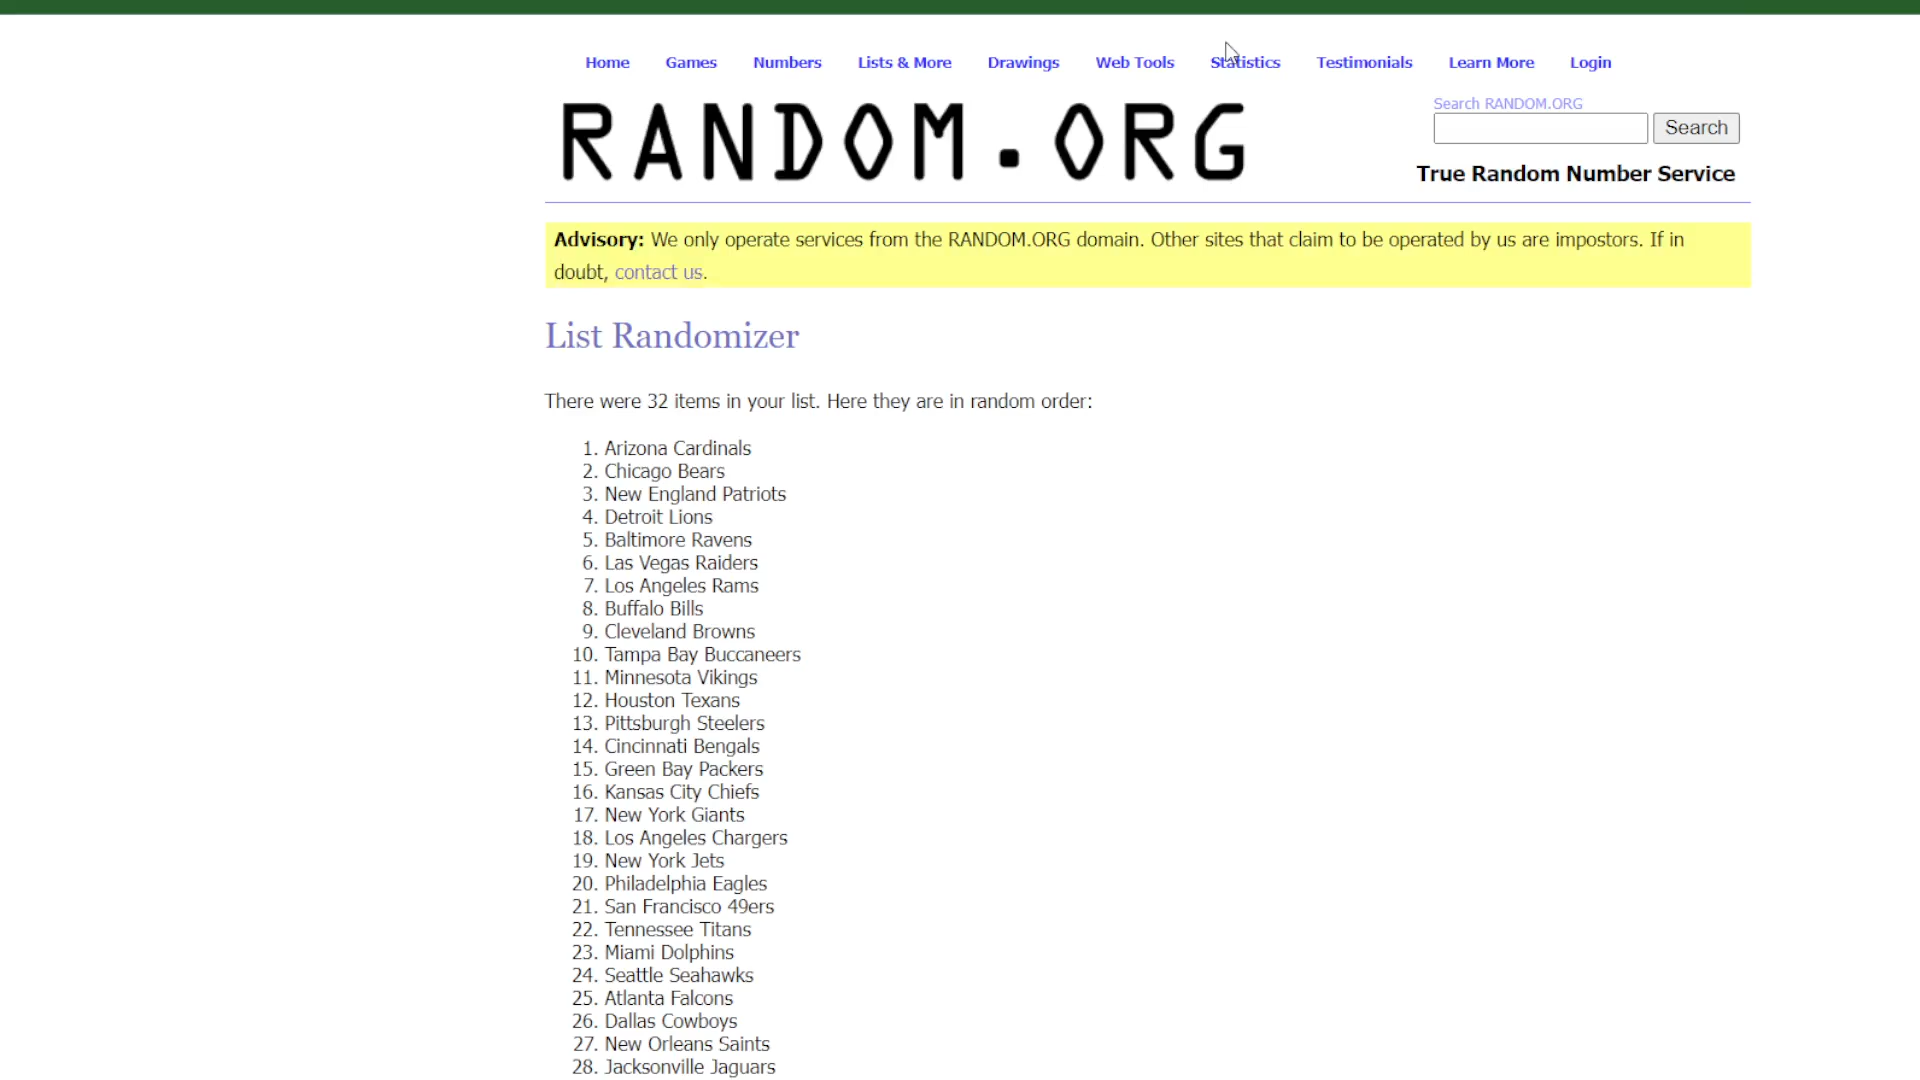 Home Games Numbers Lists & More Drawings Web Tools Statistics Testimonials Learn More Login
RANDOM.ORG
Search RANDOM.ORG
Search
True Random Number Service
Advisory: We only operate services from the RANDOM.ORG domain. Other sites that claim to be operated by us are impostors. If in
doubt, contact us.
List Randomizer
There were 32 items in your list. Here they are in random order:
1. Arizona Cardinals
2. Chicago Bears
3. New England Patriots
4. Detroit Lions
5. Baltimore Ravens
6. Las Vegas Raiders
7. Los Angeles Rams
8. Buffalo Bills
9. Cleveland Browns
10. Tampa Bay Buccaneers
11. Minnesota Vikings
12. Houston Texans
13. Pittsburgh Steelers
14. Cincinnati Bengals
15. Green Bay Packers
16. Kansas City Chiefs
17. New York Giants
18. Los Angeles Chargers
19. New York Jets
20. Philadelphia Eagles
21. San Francisco 49ers
22. Tennessee Titans
23. Miami Dolphins
24. Seattle Seahawks
25. Atlanta Falcons
26. Dallas Cowboys
27. New Orleans Saints
28. Jacksonville Jaguars